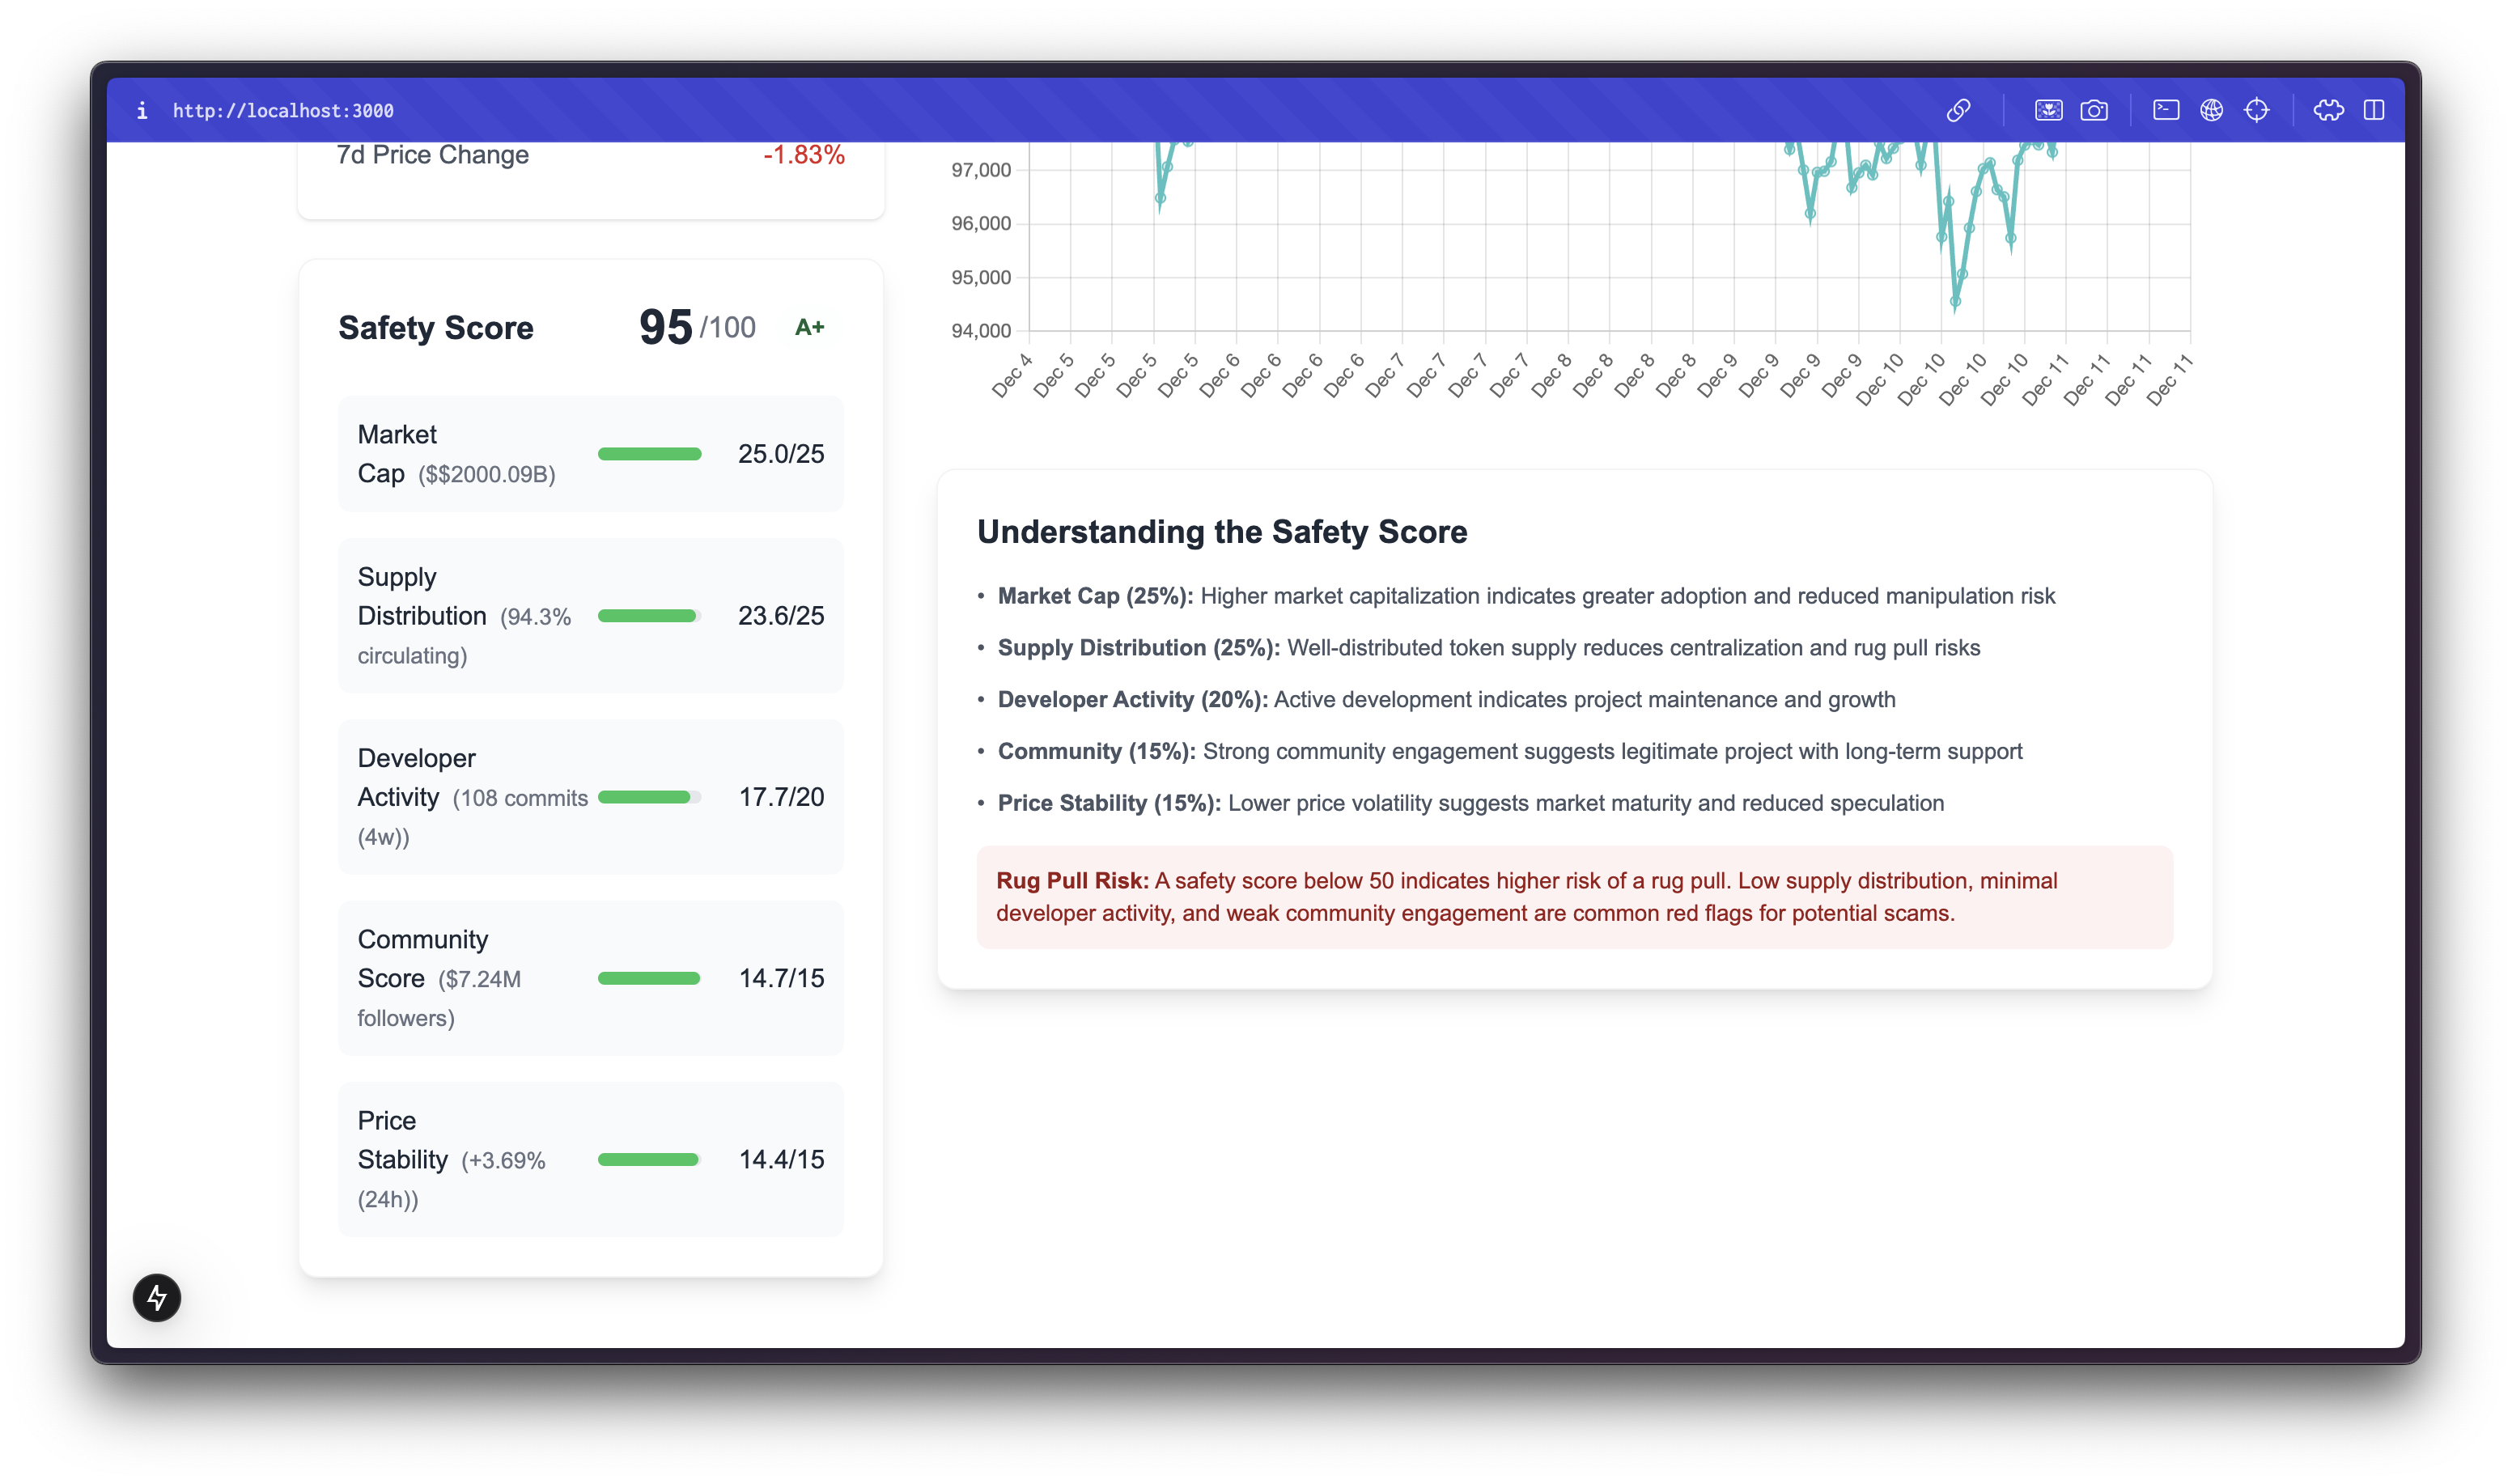 i http://localhost:3000
7d Price Change -1.83%
Safety Score 95 /100 A+
Market
Cap ($$2000.09B) 25.0/25
Supply
Distribution (94.3% 23.6/25
circulating)
Developer
Activity (108 commits 17.7/20
(4w))
Community
Score ($7.24M 14.7/15
followers)
Price
Stability (+3.69% 14.4/15
(24h))
97,000
96,000
95,000
94,000
Dec 4 Dec 5 Dec 5 Dec 5 Dec 5 Dec 6 Dec 6 Dec 6 Dec 6 Dec 7 Dec 7 Dec 7 Dec 7 Dec 8 Dec 8 Dec 8 Dec 8 Dec 9 Dec 9 Dec 9 Dec 9 Dec 10 Dec 10 Dec 10 Dec 10 Dec 11 Dec 11 Dec 11 Dec 11
Understanding the Safety Score
• Market Cap (25%): Higher market capitalization indicates greater adoption and reduced manipulation risk
• Supply Distribution (25%): Well-distributed token supply reduces centralization and rug pull risks
• Developer Activity (20%): Active development indicates project maintenance and growth
• Community (15%): Strong community engagement suggests legitimate project with long-term support
• Price Stability (15%): Lower price volatility suggests market maturity and reduced speculation
Rug Pull Risk: A safety score below 50 indicates higher risk of a rug pull. Low supply distribution, minimal
developer activity, and weak community engagement are common red flags for potential scams.